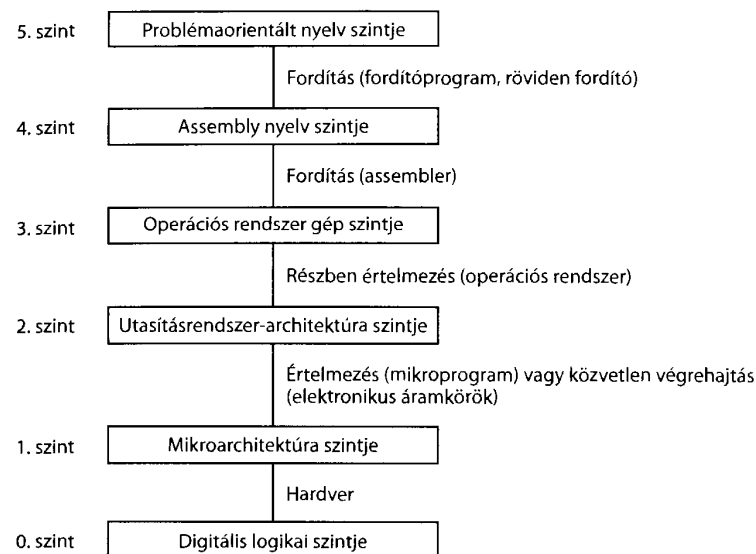 5. szint Problémaorientált nyelv szintje
Fordítás (fordítóprogram, röviden fordító)
4. szint Assembly nyelv szintje
Fordítás (assembler)
3. szint Operációs rendszer gép szintje
Részben értelmezés (operációs rendszer)
2. szint Utasításrendszer-architektúra szintje
Értelmezés (mikroprogram) vagy közvetlen végrehajtás
(elektronikus áramkörök)
1. szint Mikroarchitektúra szintje
Hardver
0. szint Digitális logikai szintje